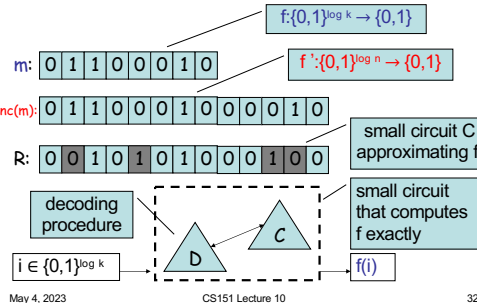 f:{0,1}log k → {0,1}
m: 0 1 1 0 0 0 1 0
f ':{0,1}log n → {0,1}
nc(m): 0 1 1 0 0 0 1 0 0 0 0 1 0
R: 0 0 1 0 1 0 1 0 0 0 1 0 0
small circuit C
approximating f
decoding
procedure
small circuit
that computes
f exactly
D
C
i ∈ {0,1}log k
f(i)
May 4, 2023
CS151 Lecture 10
32